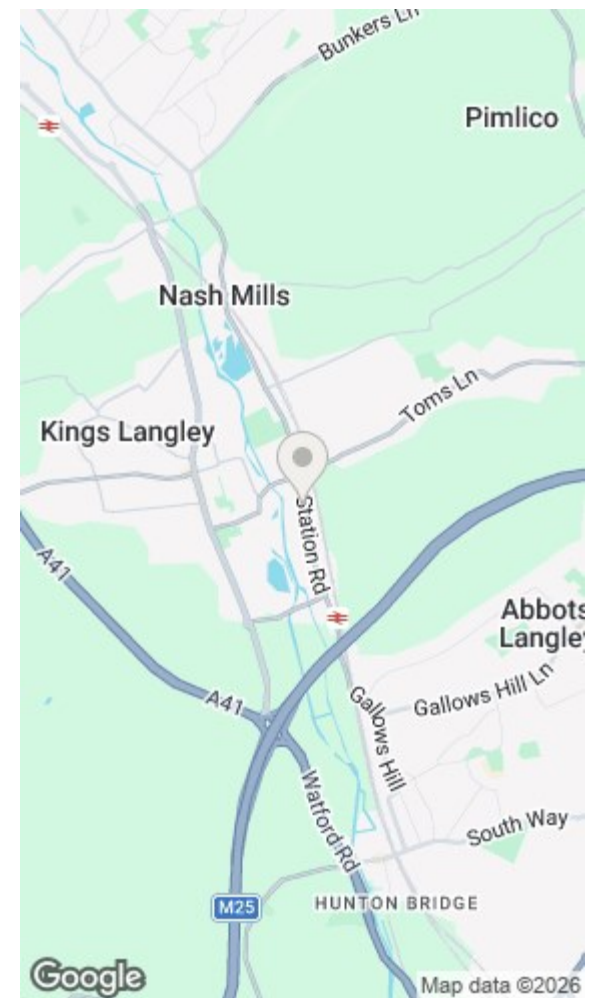 Bunkers Ln
Pimlico
Nash Mills
Toms Ln
Kings Langley
Station Rd
A41
Abbots
Langley
Gallows Hill Ln
A41
Gallows Hill
Watford Rd
South Way
M25
HUNTON BRIDGE
Google
Map data ©2026